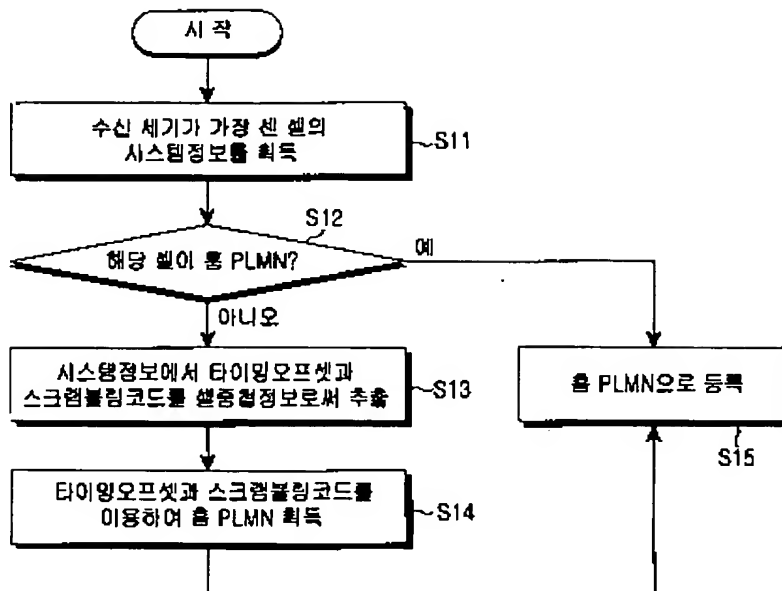 시 작
수신 세기가 가장 센 셀의
시스템정보를 획득
S11
S12
해당 셀이 홈 PLMN?
예
아니오
시스템정보에서 타이밍오프셋과
스크램블링코드를 셀중첩정보로써 추출
S13
홈 PLMN으로 등록
S15
타이밍오프셋과 스크램블링코드를
이용하여 홈 PLMN 획득
S14